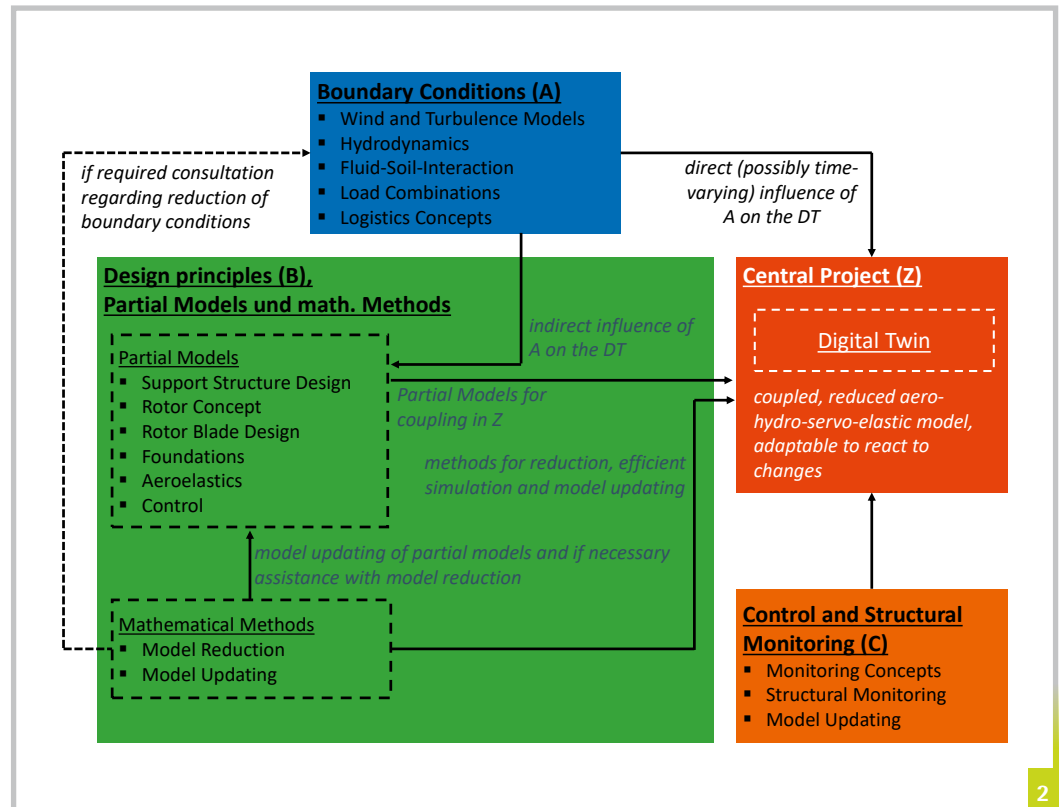 Boundary Conditions (A)
▪ Wind and Turbulence Models
▪ Hydrodynamics
▪ Fluid-Soil-Interaction
▪ Load Combinations
▪ Logistics Concepts
if required consultation
regarding reduction of
boundary conditions
direct (possibly time-
varying) influence of
A on the DT
Design principles (B),
Partial Models und math. Methods
indirect influence of
A on the DT
Partial Models
▪ Support Structure Design
▪ Rotor Concept
▪ Rotor Blade Design
▪ Foundations
▪ Aeroelastics
▪ Control
Partial Models for
coupling in Z
methods for reduction, efficient
simulation and model updating
model updating of partial models and if necessary
assistance with model reduction
Mathematical Methods
▪ Model Reduction
▪ Model Updating
Central Project (Z)
Digital Twin
coupled, reduced aero-
hydro-servo-elastic model,
adaptable to react to
changes
Control and Structural
Monitoring (C)
▪ Monitoring Concepts
▪ Structural Monitoring
▪ Model Updating
2